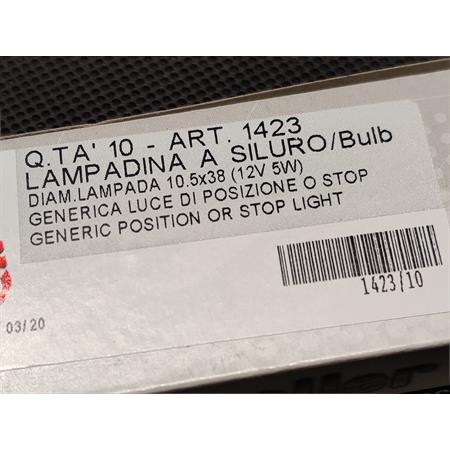 Q.TA' 10 - ART. 1423
LAMPADINA A SILURO/Bulb
DIAM.LAMPADA 10.5x38 (12V 5W)
GENERICA LUCE DI POSIZIONE O STOP
GENERIC POSITION OR STOP LIGHT
1423/10
03/20